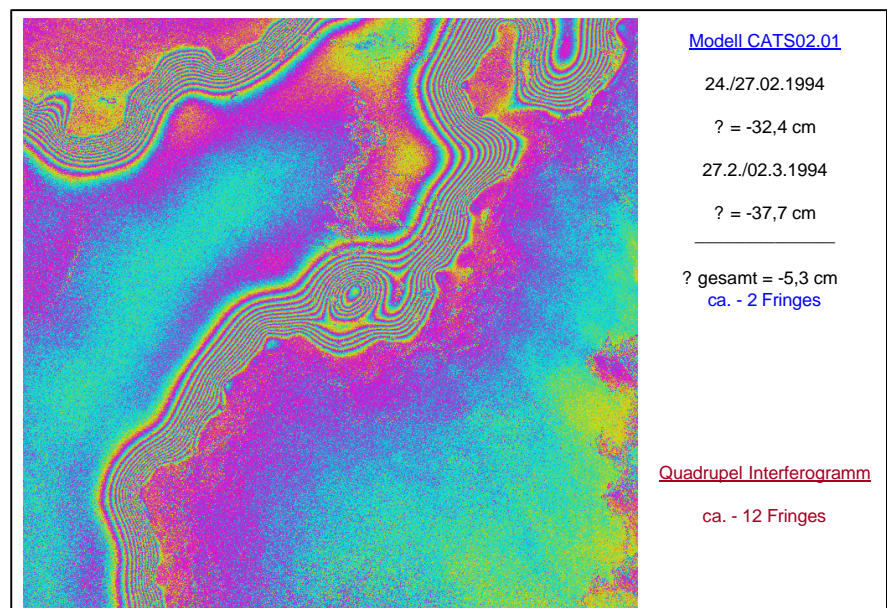 Modell CATS02.01
24./27.02.1994
? = -32,4 cm
27.2./02.3.1994
? = -37,7 cm
? gesamt = -5,3 cm
ca. - 2 Fringes
Quadrupel Interferogramm
ca. - 12 Fringes